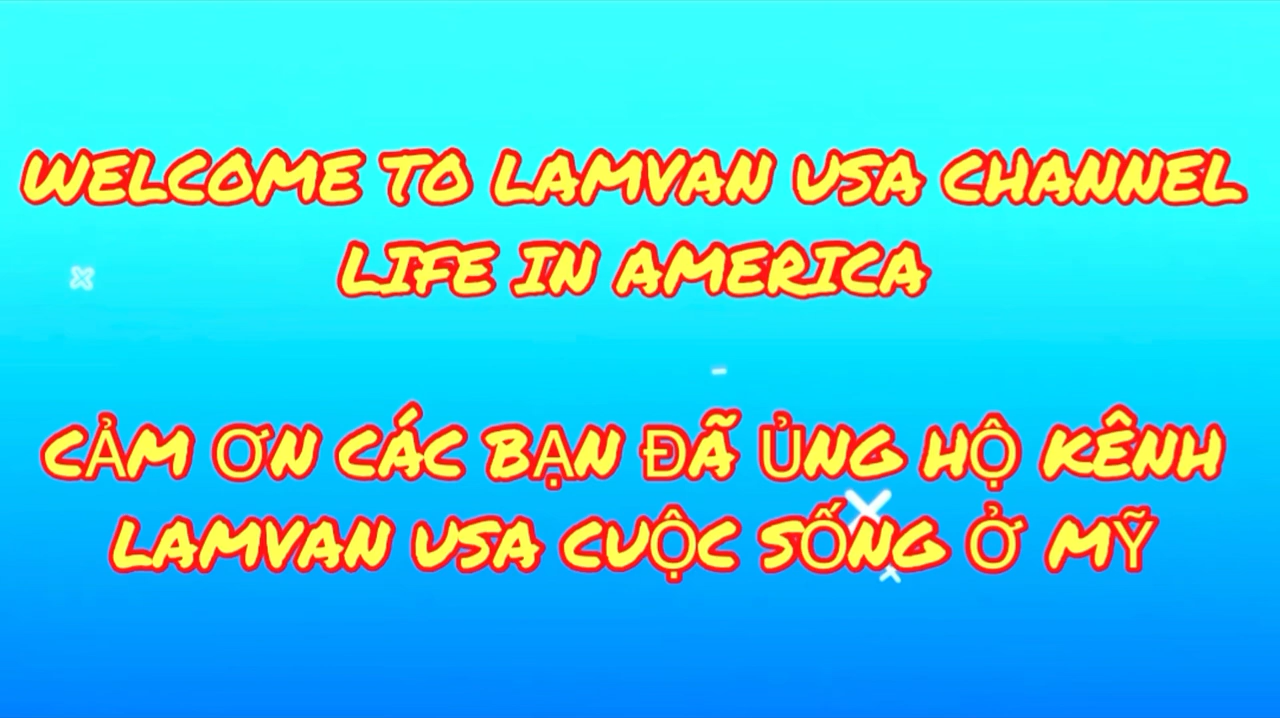 WELCOME TO LAMVAN USA CHANNEL
LIFE IN AMERICA
CẢM ƠN CÁC BẠN ĐÃ ỦNG HỘ KÊNH
LAMVAN USA CUỘC SỐNG Ở MỸ